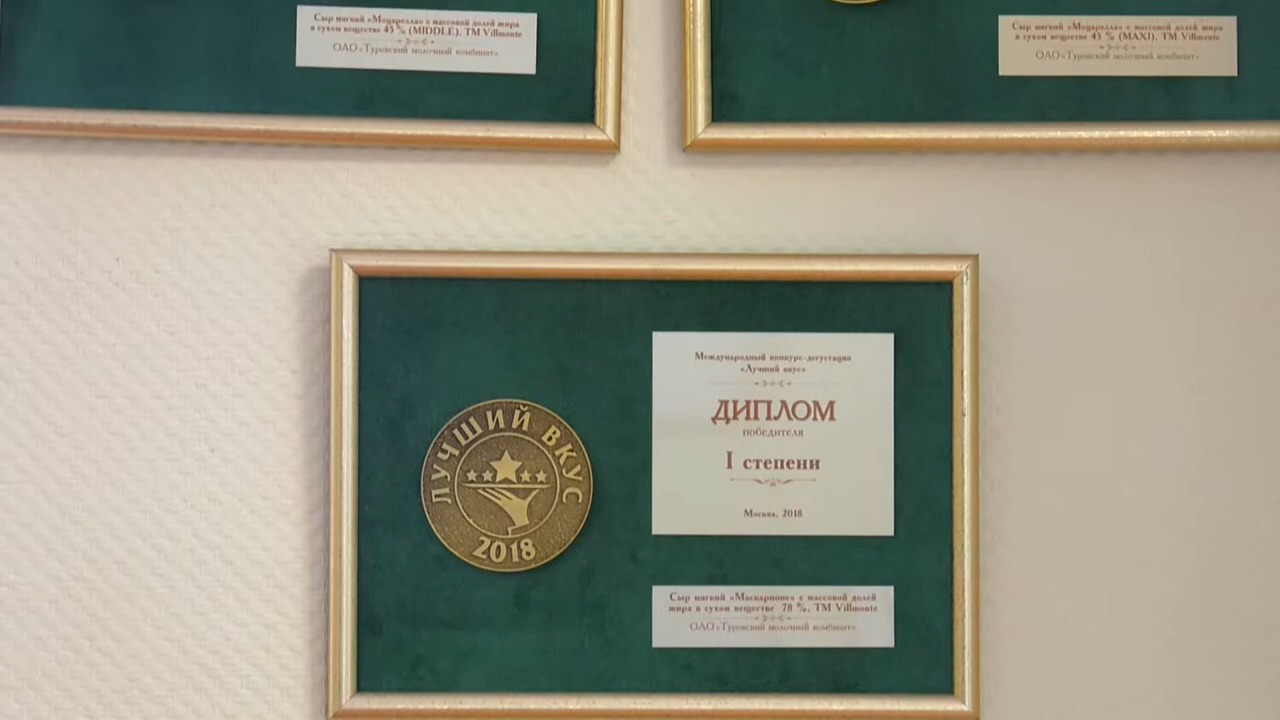 Сыр мягкий «Моцарелла» с массовой долей жира
в сухом веществе 45 % (MIDDLE), ТМ Villmonte
ОАО «Туровский молочный комбинат»
Сыр мягкий «Моцарелла» с массовой долей жира
в сухом веществе 45 % (MAXI), ТМ Villmonte
ОАО «Туровский молочный комбинат»
ЛУЧШИЙ ВКУС
2018
Международный конкурс-дегустация
«Лучший вкус»
ДИПЛОМ
победителя
I степени
Москва, 2018
Сыр мягкий «Маскарпоне» с массовой долей
жира в сухом веществе 78 %, ТМ Villmonte
ОАО «Туровский молочный комбинат»